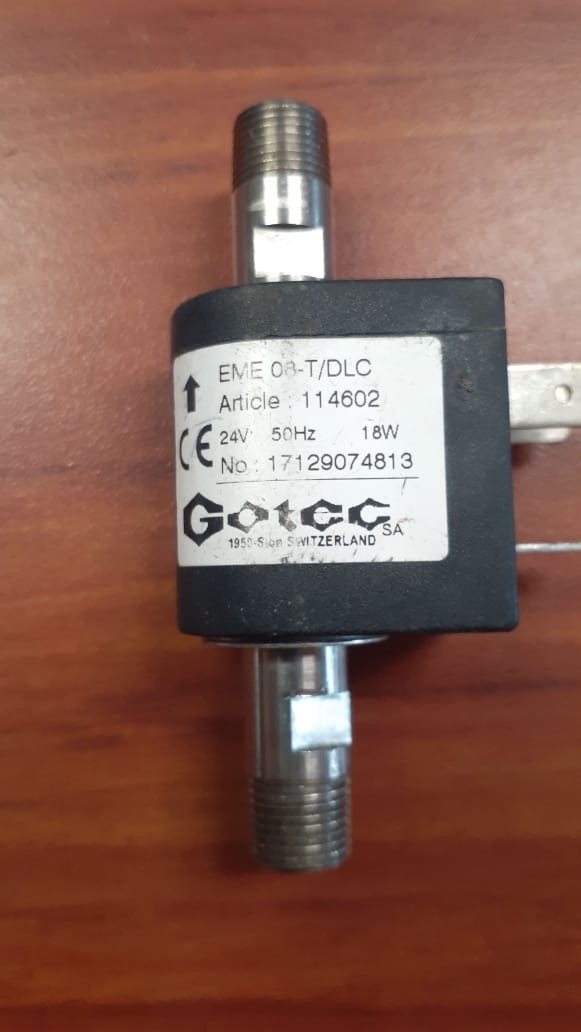 EME 08-T/DLC
Article : 114602
CE 24V 50Hz 18W
No : 17129074813
Gotec SA
1950-Sion SWITZERLAND